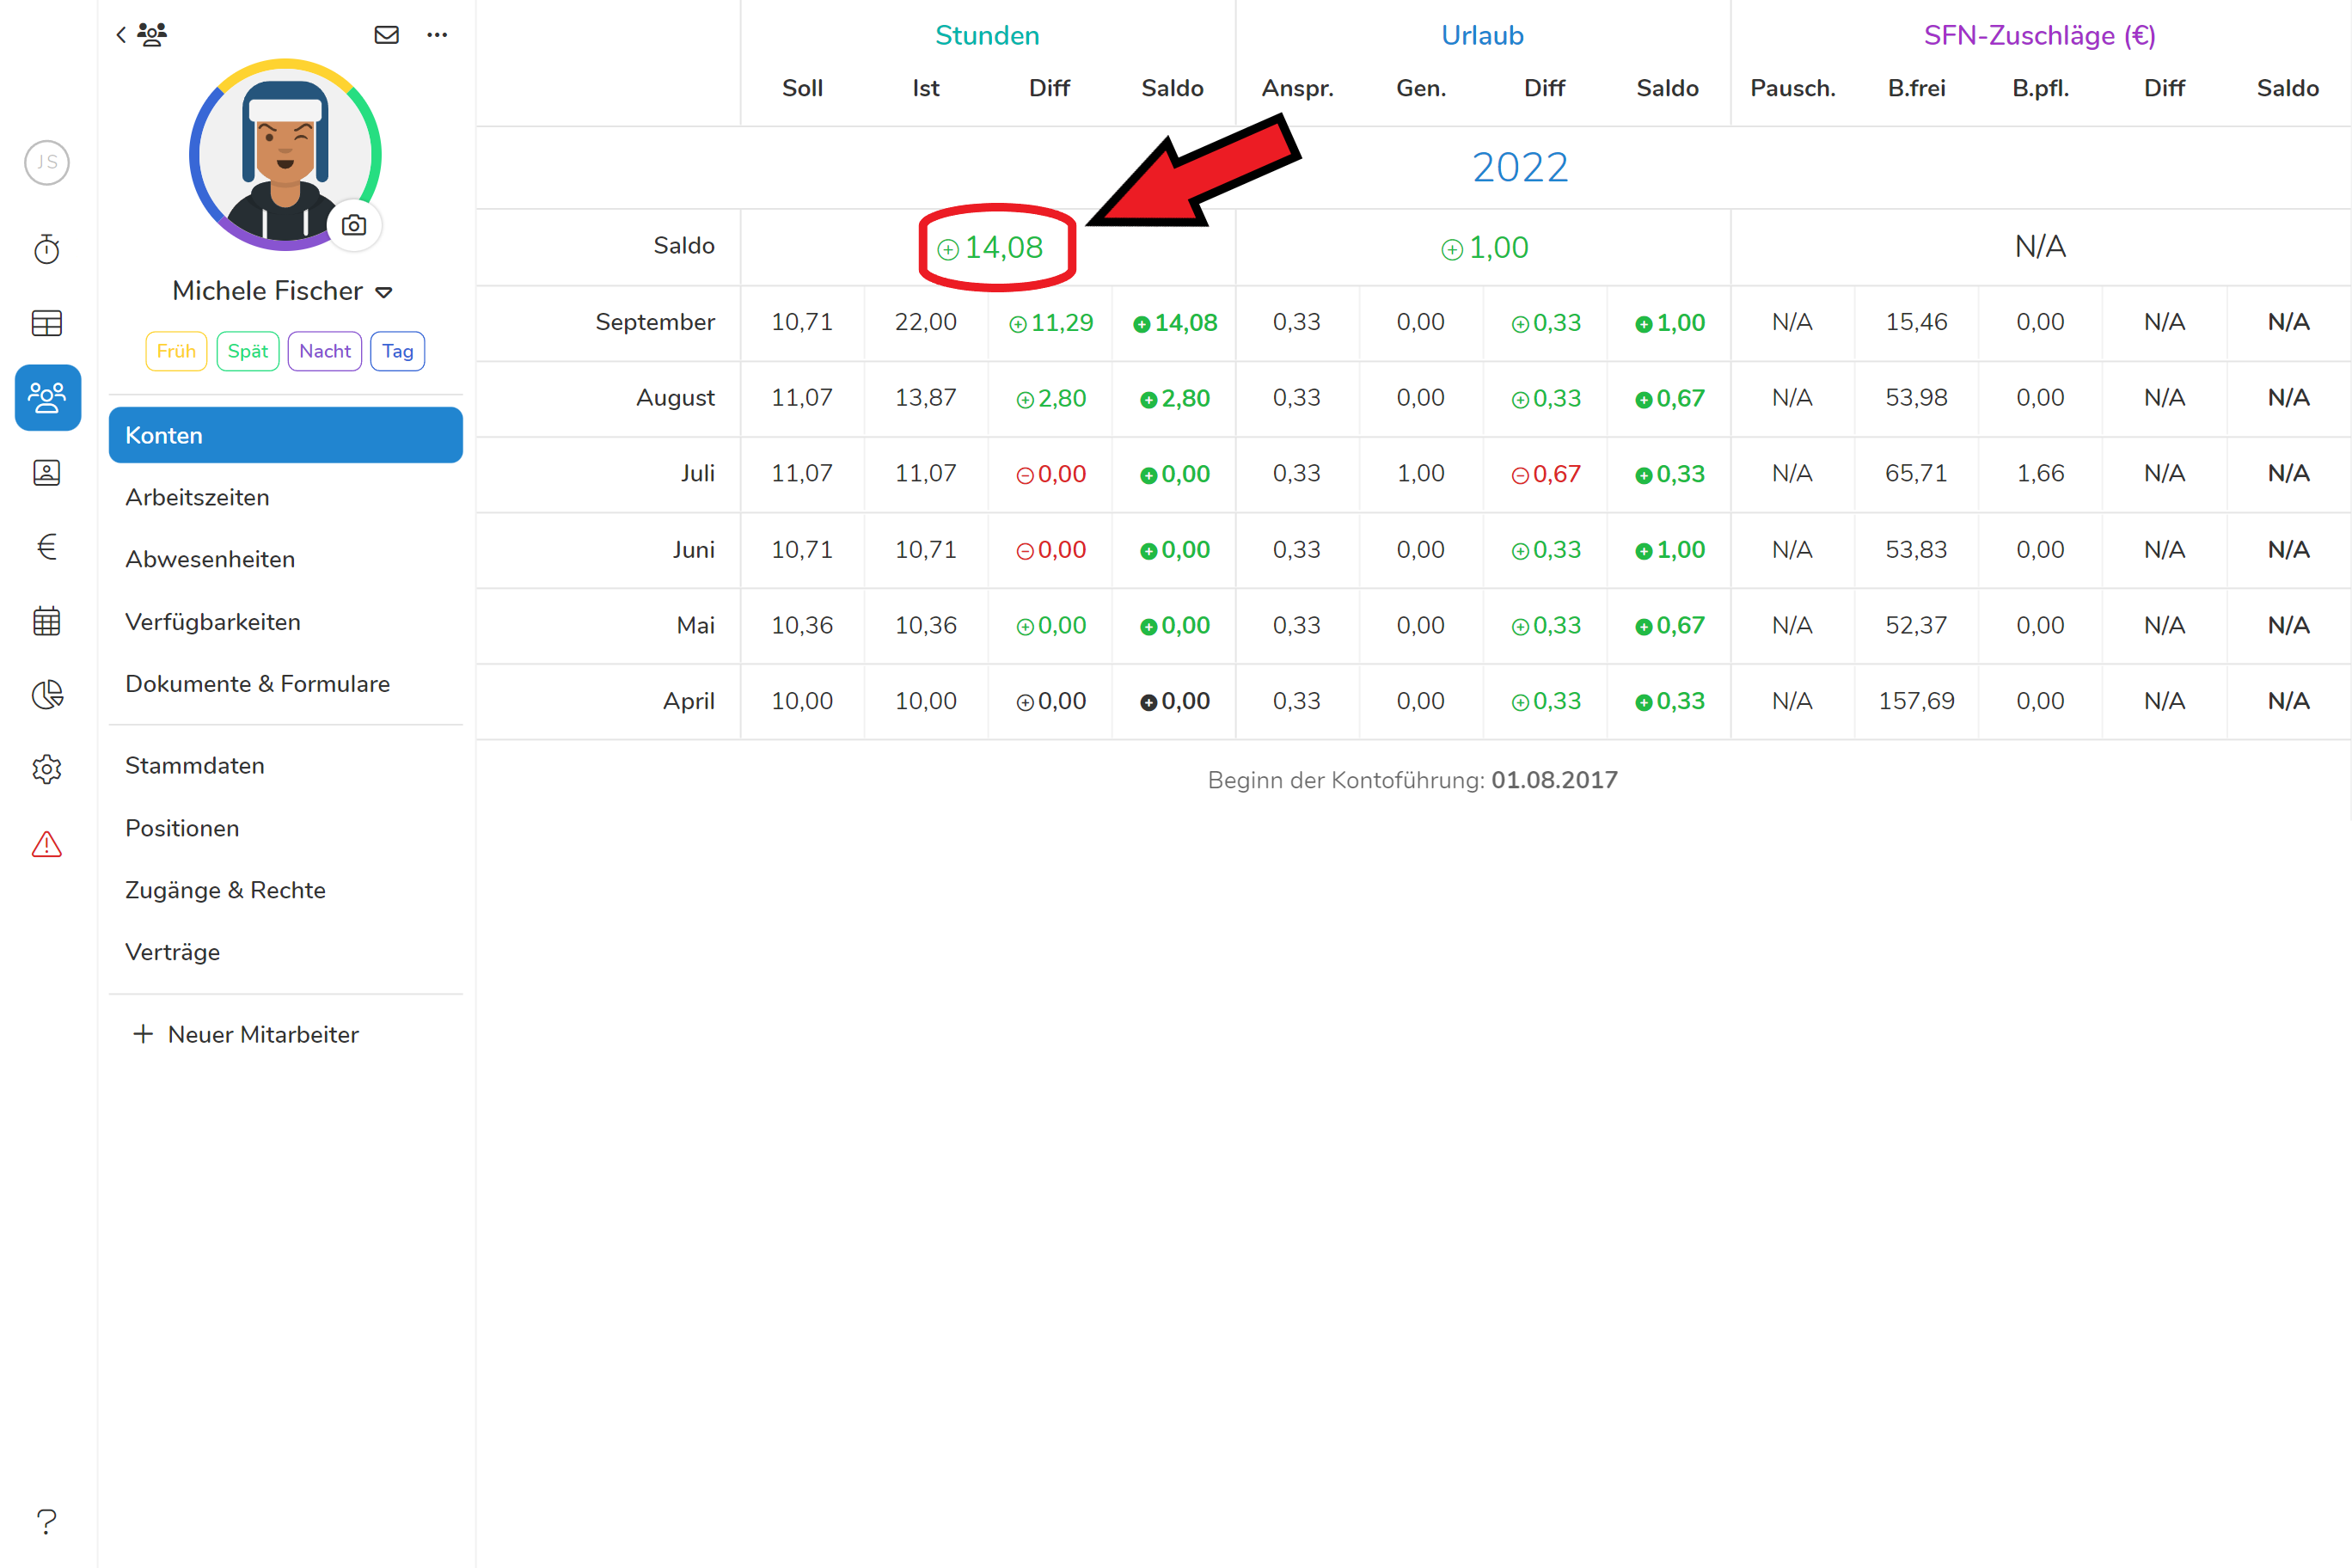 JS
Michele Fischer
Früh Spät Nacht Tag
Konten
Arbeitszeiten
Abwesenheiten
Verfügbarkeiten
Dokumente & Formulare
Stammdaten
Positionen
Zugänge & Rechte
Verträge
Neuer Mitarbeiter
Stunden Urlaub SFN-Zuschläge (€)
Soll Ist Diff Saldo Anspr. Gen. Diff Saldo Pausch. B.frei B.pfl. Diff Saldo
2022
Saldo 14,08 1,00 N/A
September 10,71 22,00 11,29 14,08 0,33 0,00 0,33 1,00 N/A 15,46 0,00 N/A N/A
August 11,07 13,87 2,80 2,80 0,33 0,00 0,33 0,67 N/A 53,98 0,00 N/A N/A
Juli 11,07 11,07 0,00 0,00 0,33 1,00 0,67 0,33 N/A 65,71 1,66 N/A N/A
Juni 10,71 10,71 0,00 0,00 0,33 0,00 0,33 1,00 N/A 53,83 0,00 N/A N/A
Mai 10,36 10,36 0,00 0,00 0,33 0,00 0,33 0,67 N/A 52,37 0,00 N/A N/A
April 10,00 10,00 0,00 0,00 0,33 0,00 0,33 0,33 N/A 157,69 0,00 N/A N/A
Beginn der Kontoführung: 01.08.2017